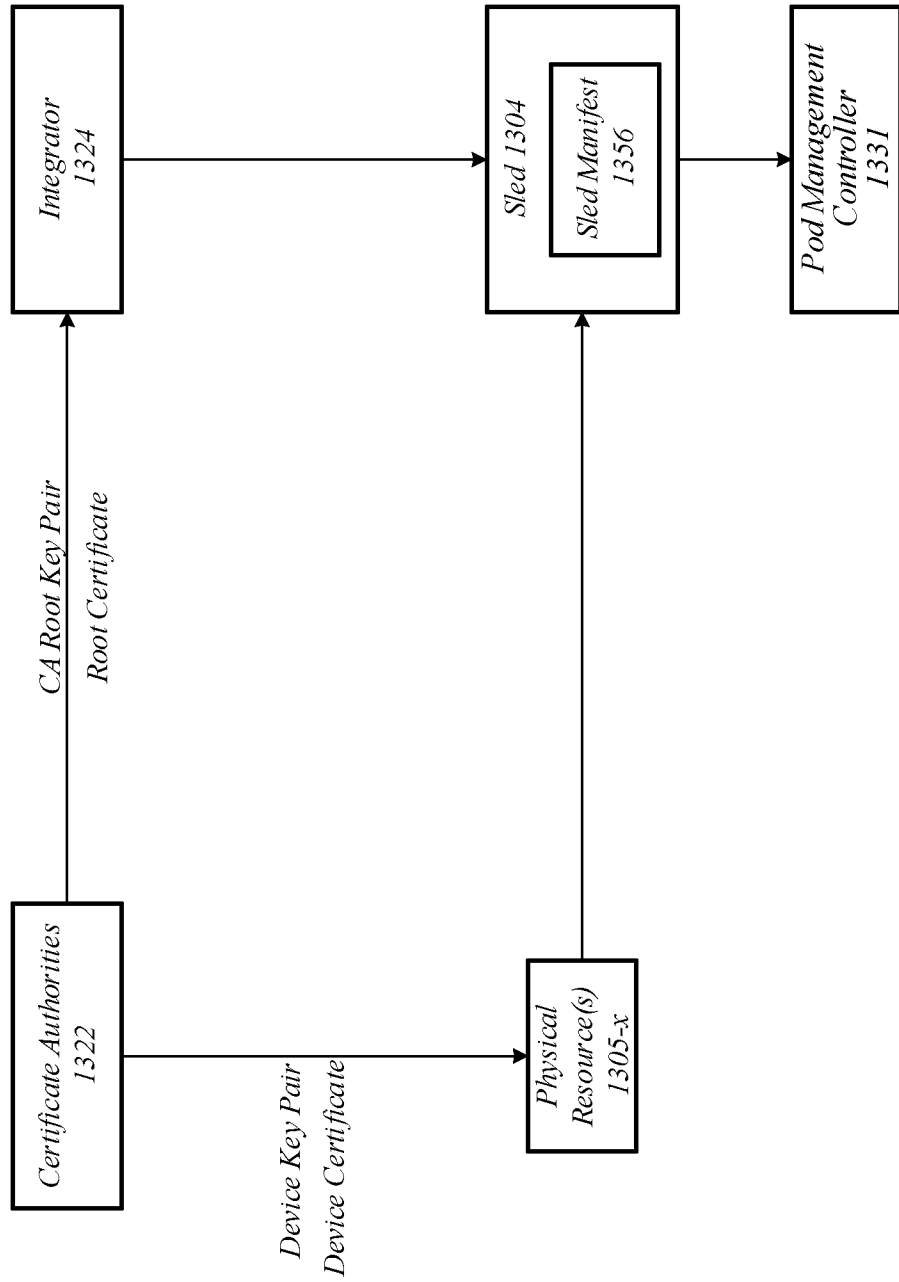 Certificate Authorities
1322
CA Root Key Pair
Root Certificate
Integrator
1324
Device Key Pair
Device Certificate
Physical
Resource(s)
1305-x
Sled 1304
Sled Manifest
1356
Pod Management
Controller
1331